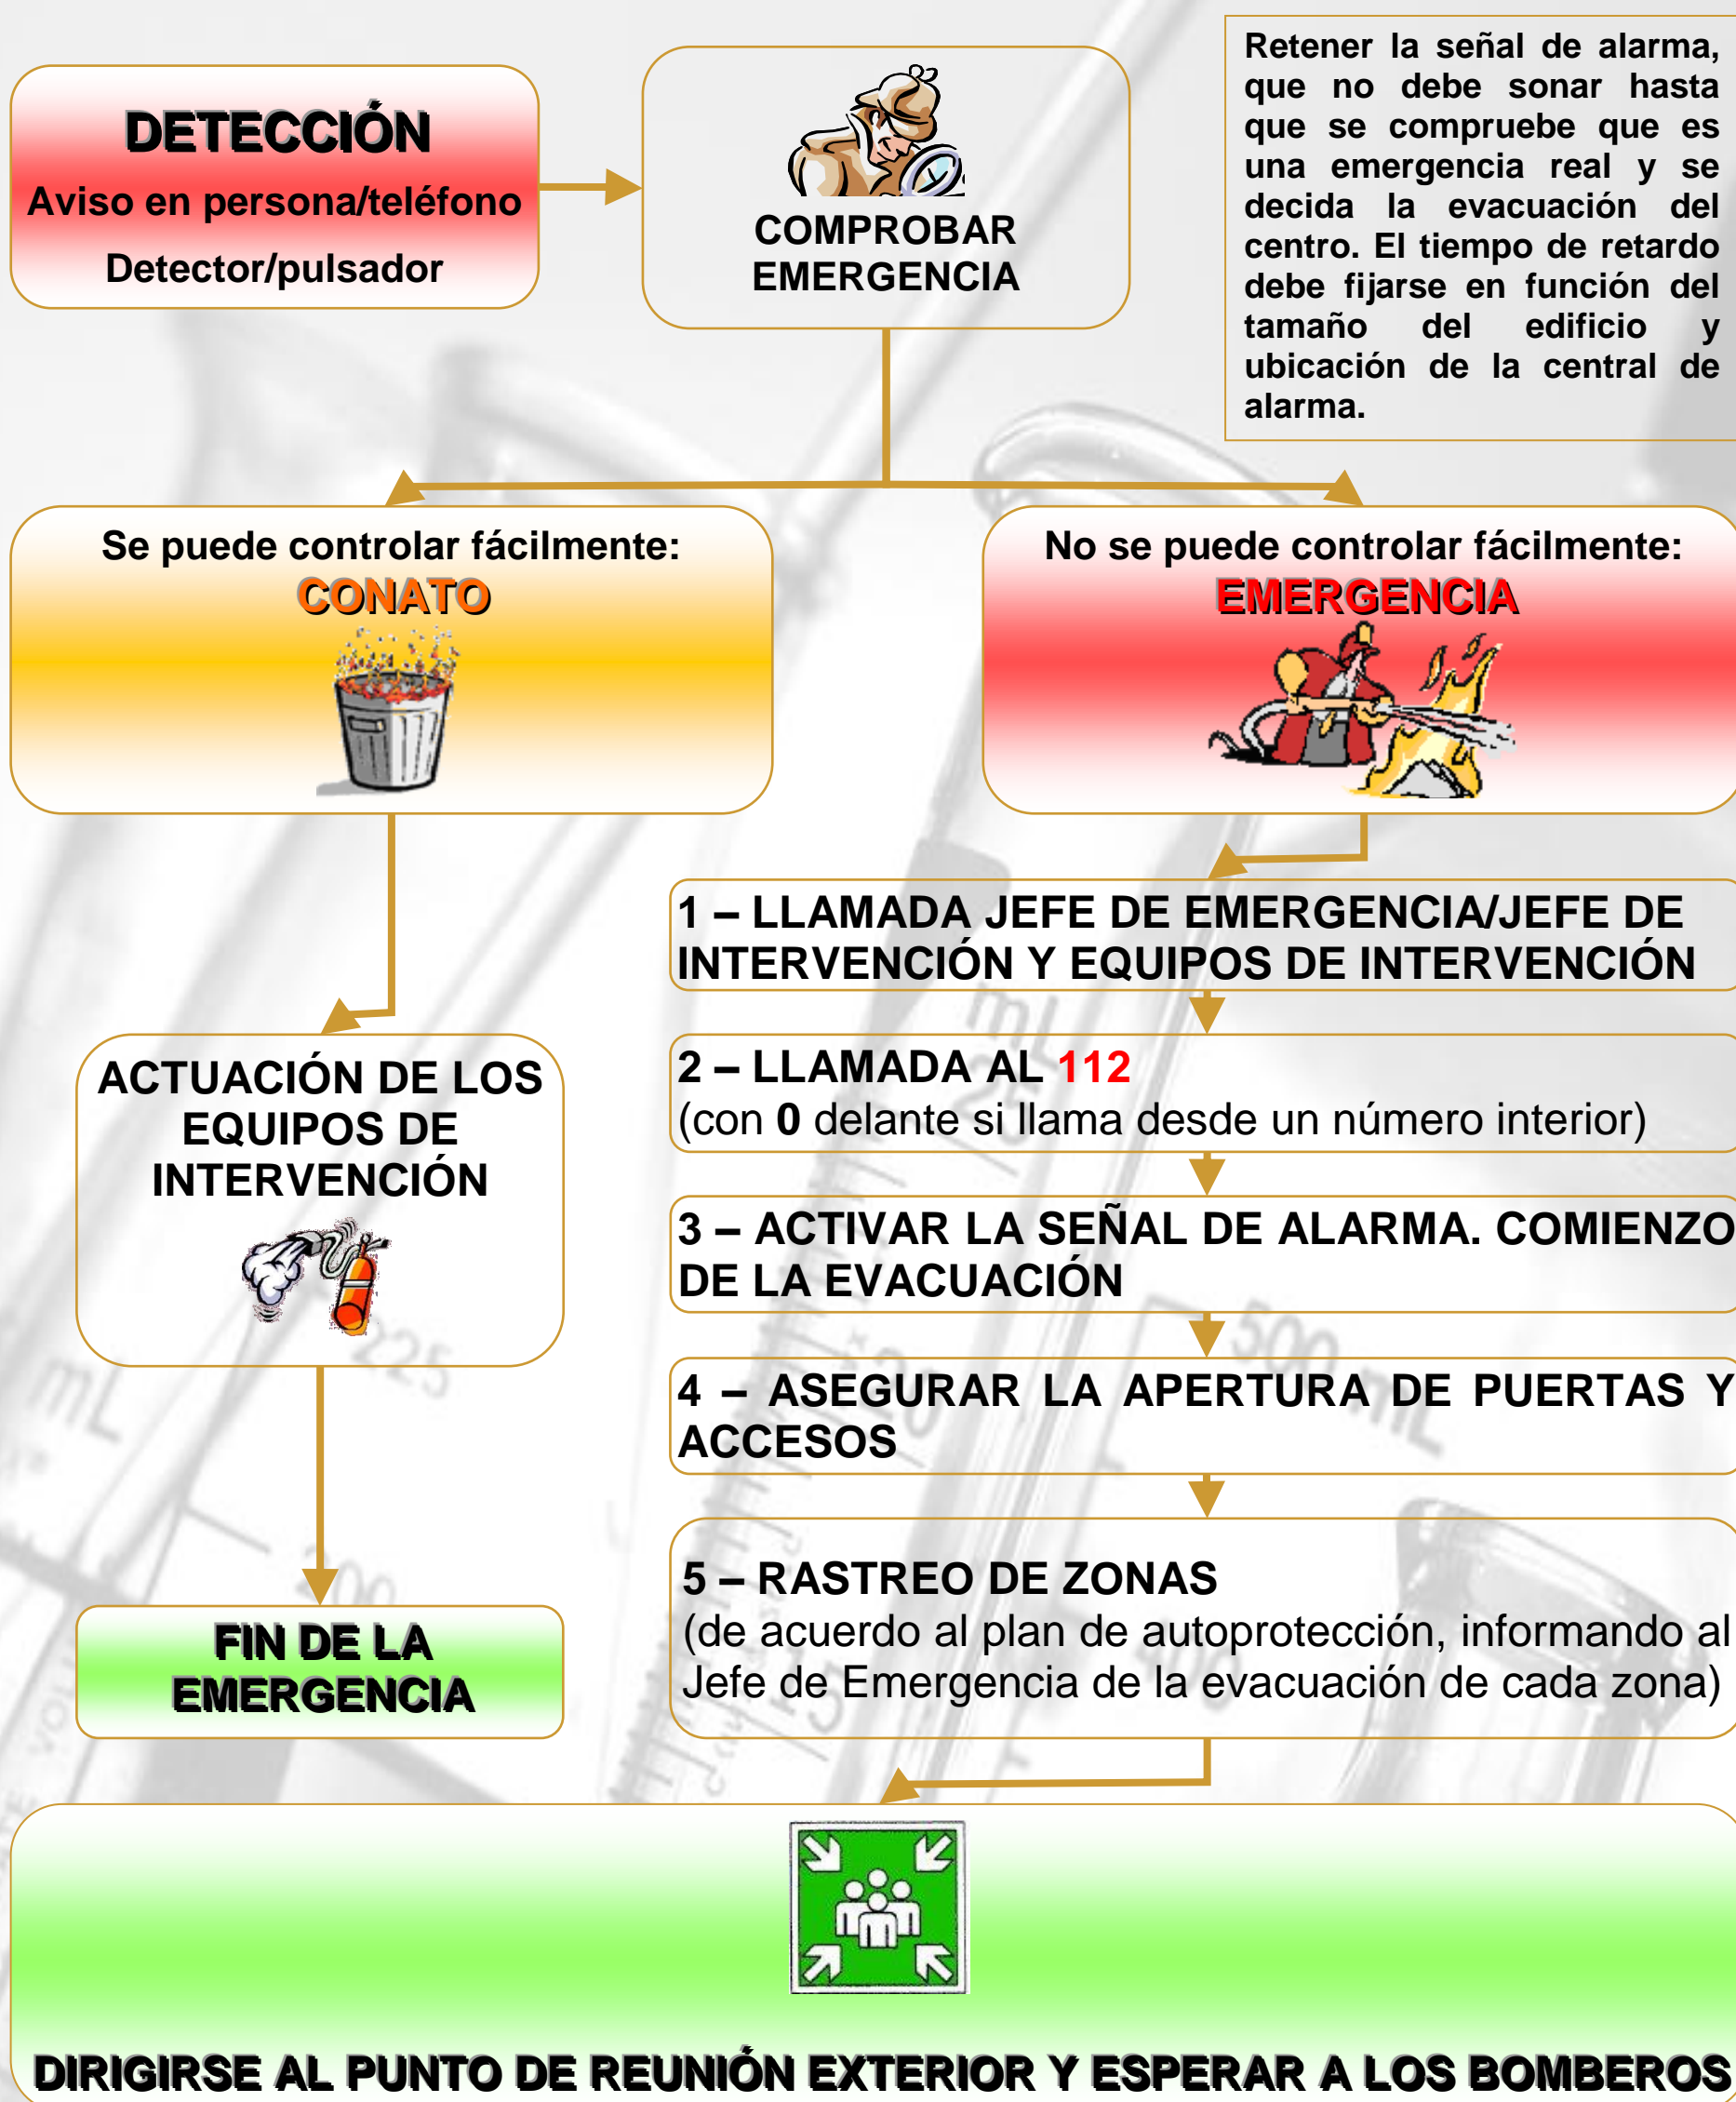 DETECCIÓN
Aviso en persona/teléfono
Detector/pulsador
COMPROBAR
EMERGENCIA
Retener la señal de alarma,
que no debe sonar hasta
que se compruebe que es
una emergencia real y se
decida la evacuación del
centro. El tiempo de retardo
debe fijarse en función del
tamaño del edificio y
ubicación de la central de
alarma.
Se puede controlar fácilmente:
CONATO
No se puede controlar fácilmente:
EMERGENCIA
ACTUACIÓN DE LOS
EQUIPOS DE
INTERVENCIÓN
FIN DE LA
EMERGENCIA
1 – LLAMADA JEFE DE EMERGENCIA/JEFE DE
INTERVENCIÓN Y EQUIPOS DE INTERVENCIÓN
2 – LLAMADA AL 112
(con 0 delante si llama desde un número interior)
3 – ACTIVAR LA SEÑAL DE ALARMA. COMIENZO
DE LA EVACUACIÓN
4 – ASEGURAR LA APERTURA DE PUERTAS Y
ACCESOS
5 – RASTREO DE ZONAS
(de acuerdo al plan de autoprotección, informando al
Jefe de Emergencia de la evacuación de cada zona)
DIRIGIRSE AL PUNTO DE REUNIÓN EXTERIOR Y ESPERAR A LOS BOMBEROS
mL
225
200
500 mL